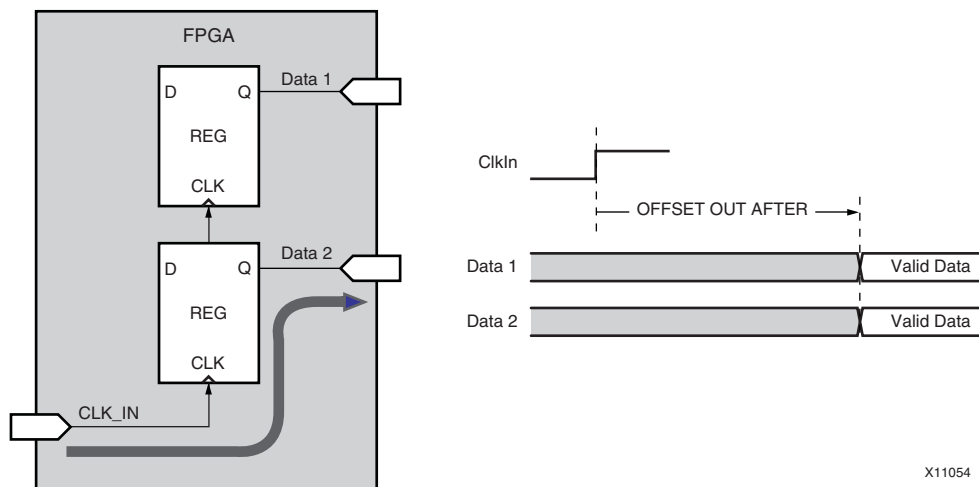 FPGA
D Q
Data 1
REG
CLK
D Q
Data 2
REG
CLK
CLK_IN
ClkIn
OFFSET OUT AFTER
Data 1
Valid Data
Data 2
Valid Data
X11054